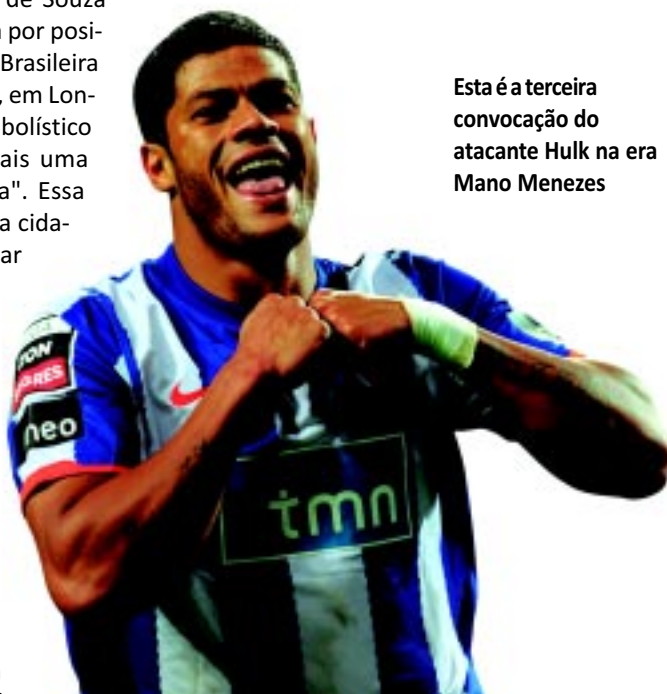 de Souza
por posi-
Brasileira
, em Lon-
bolístico
ais uma
a". Essa
a cida-
ar
Esta é a terceira
convocação do
atacante Hulk na era
Mano Menezes
neo
tmn